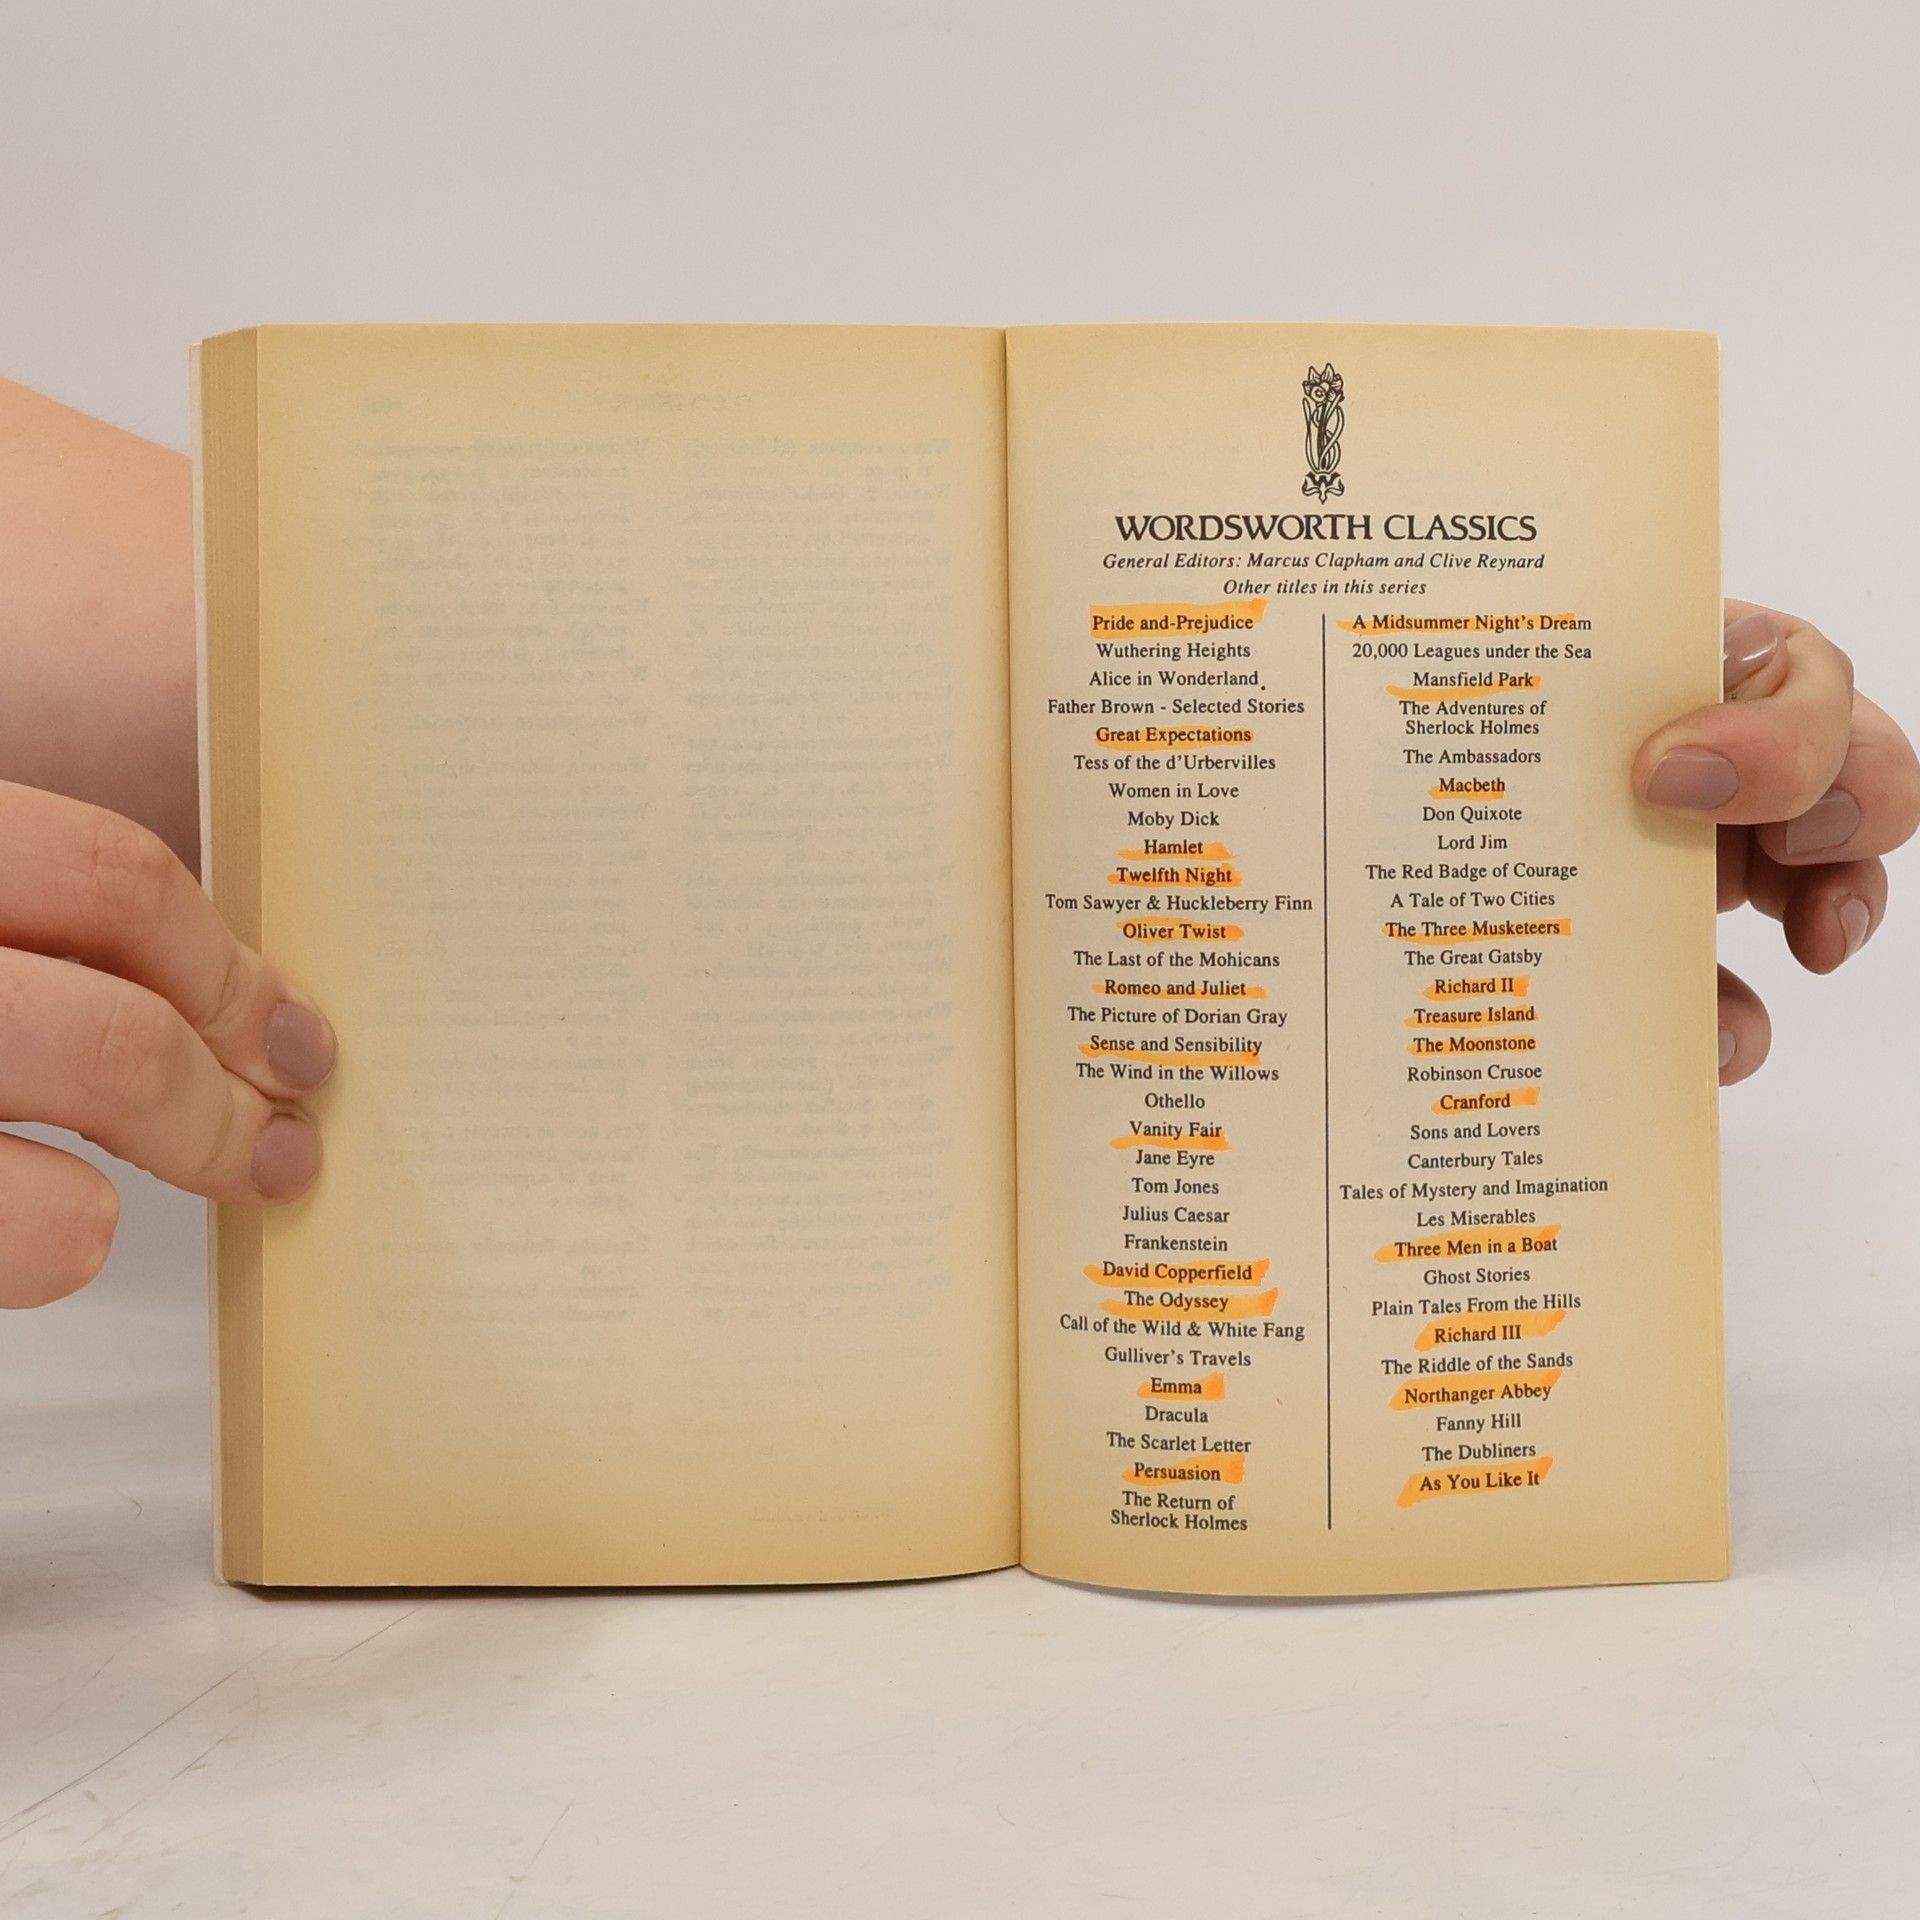 WORDSWORTH CLASSICS
General Editors: Marcus Clapham and Clive Reynard
Other titles in this series
Pride and-Prejudice
Wuthering Heights
Alice in Wonderland
Father Brown - Selected Stories
Great Expectations
Tess of the d'Urbervilles
Women in Love
Moby Dick
Hamlet
Twelfth Night
Tom Sawyer & Huckleberry Finn
Oliver Twist
The Last of the Mohicans
Romeo and Juliet
The Picture of Dorian Gray
Sense and Sensibility
The Wind in the Willows
Othello
Vanity Fair
Jane Eyre
Tom Jones
Julius Caesar
Frankenstein
David Copperfield
The Odyssey
Call of the Wild & White Fang
Gulliver's Travels
Emma
Dracula
The Scarlet Letter
Persuasion
The Return of
Sherlock Holmes
A Midsummer Night's Dream
20,000 Leagues under the Sea
Mansfield Park
The Adventures of
Sherlock Holmes
The Ambassadors
Macbeth
Don Quixote
Lord Jim
The Red Badge of Courage
A Tale of Two Cities
The Three Musketeers
The Great Gatsby
Richard II
Treasure Island
The Moonstone
Robinson Crusoe
Cranford
Sons and Lovers
Canterbury Tales
Tales of Mystery and Imagination
Les Miserables
Three Men in a Boat
Ghost Stories
Plain Tales From the Hills
Richard III
The Riddle of the Sands
Northanger Abbey
Fanny Hill
The Dubliners
As You Like It